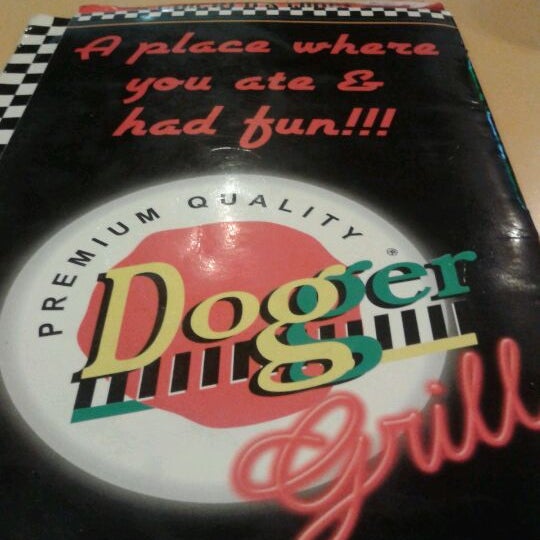 A place where
you ate &
had fun!!!
PREMIUM QUALITY
Dogger ®
Grill